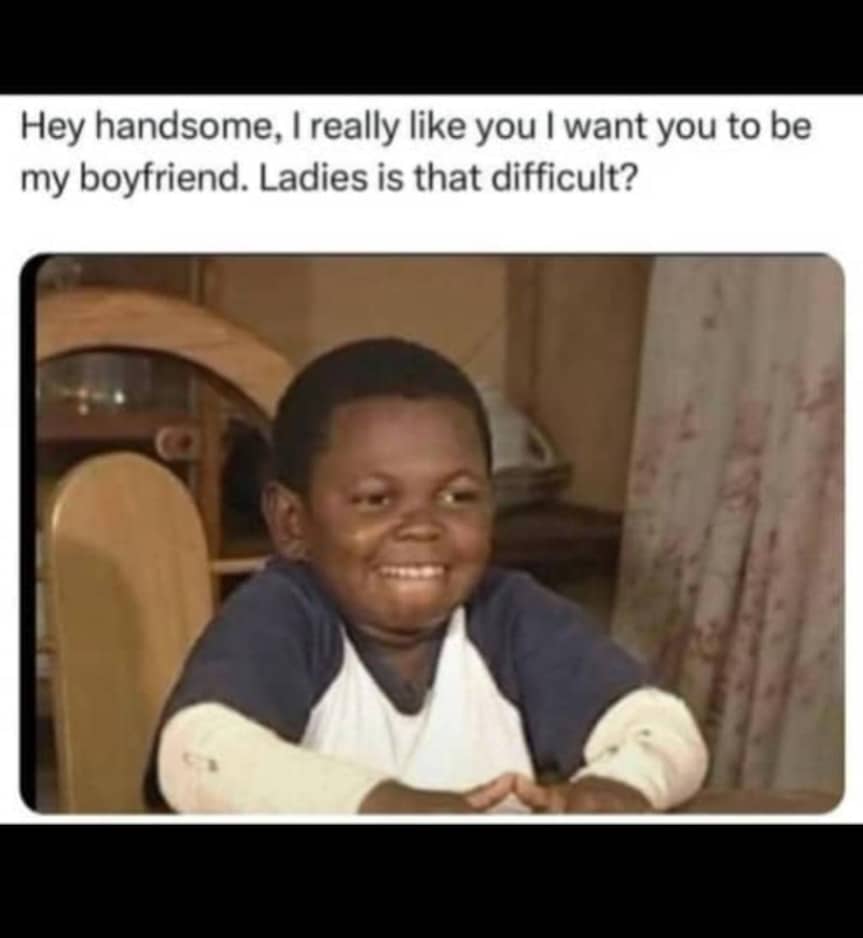 Hey handsome, I really like you I want you to be
my boyfriend. Ladies is that difficult?